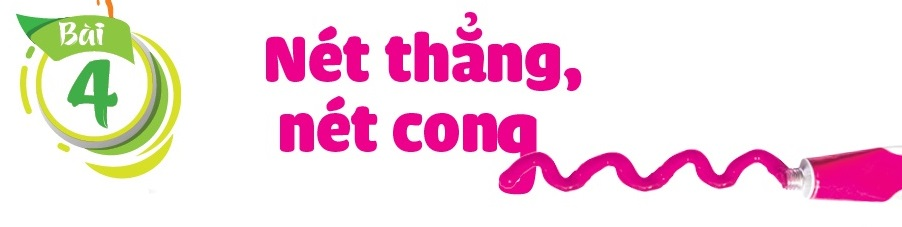 Bài
4
Nét thẳng,
nét cong